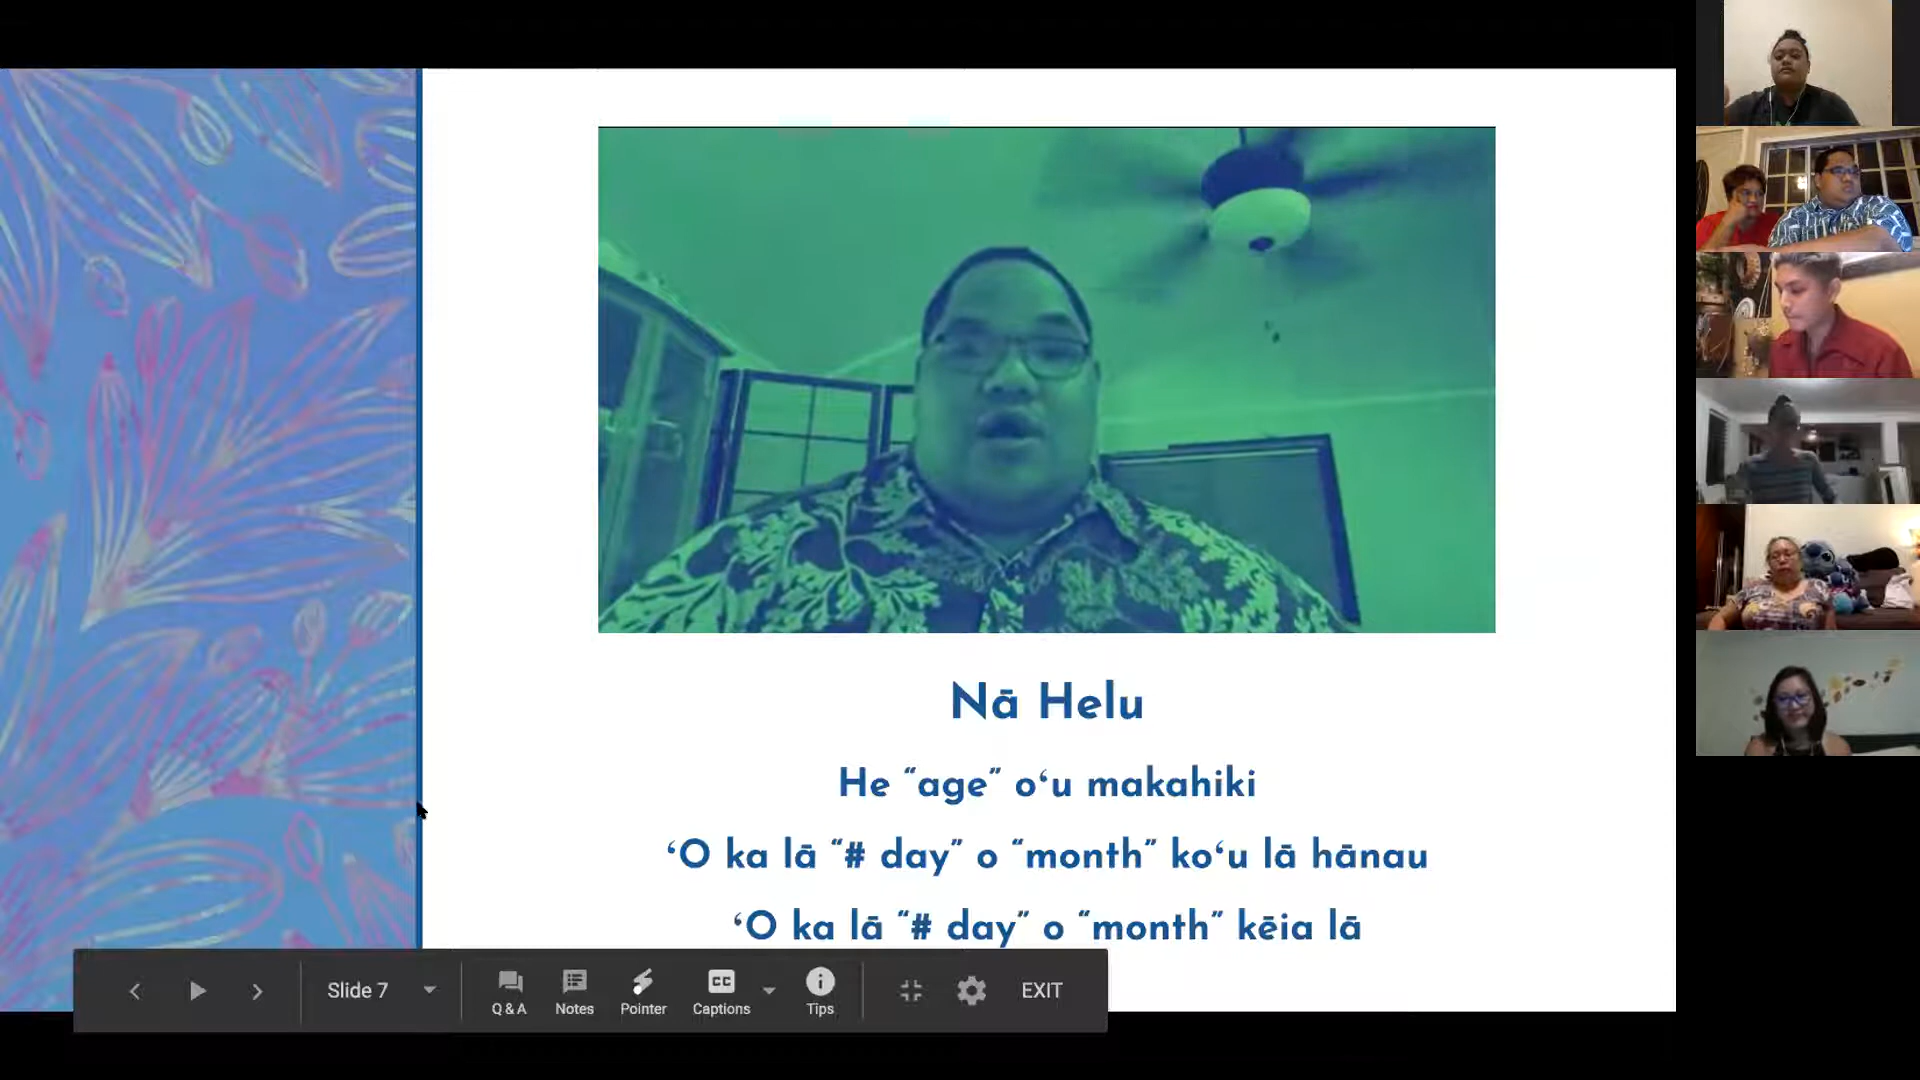 Nā Helu
He “age” oʻu makahiki
ʻO ka lā “# day” o “month” koʻu lā hānau
ʻO ka lā “# day” o “month” kēia lā
Slide 7
Q & A
Notes
Pointer
CC
Captions
Tips
EXIT